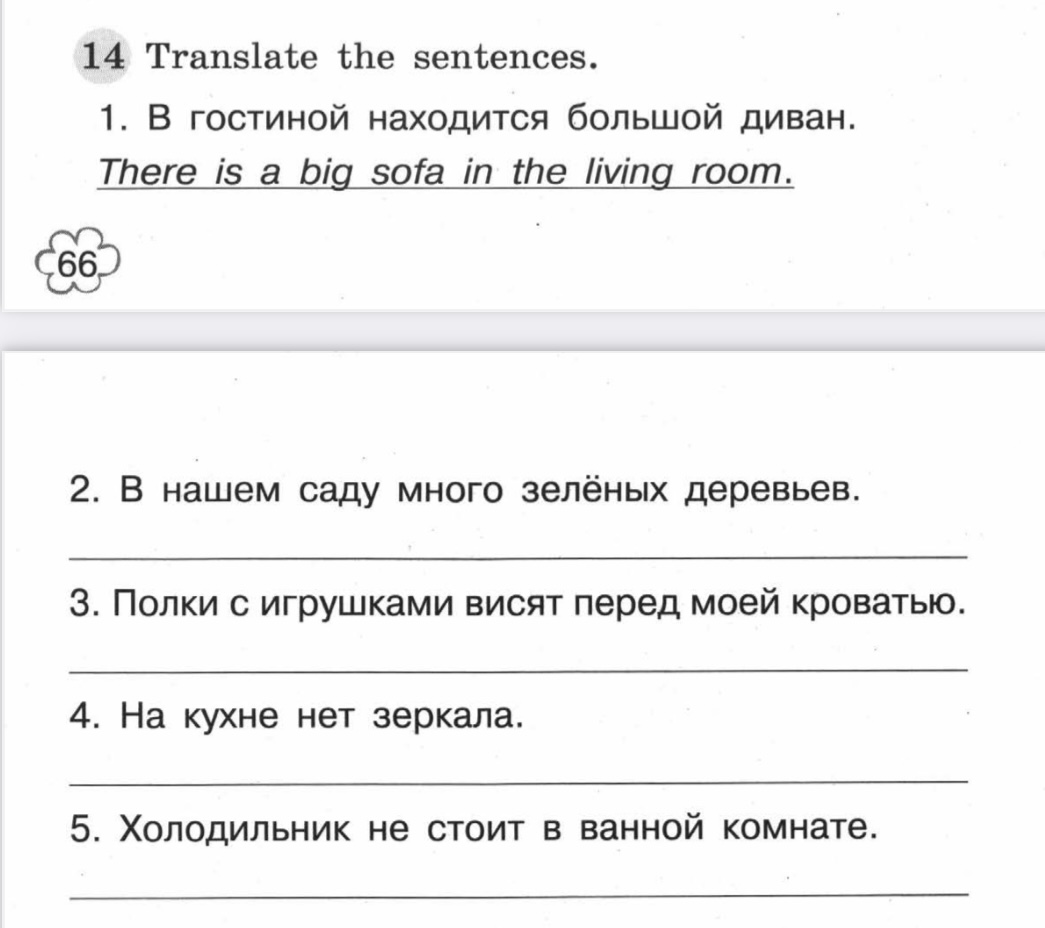 14 Translate the sentences.
1. В гостиной находится большой диван.
There is a big sofa in the living room.
66
2. В нашем саду много зелёных деревьев.
3. Полки с игрушками висят перед моей кроватью.
4. На кухне нет зеркала.
5. Холодильник не стоит в ванной комнате.